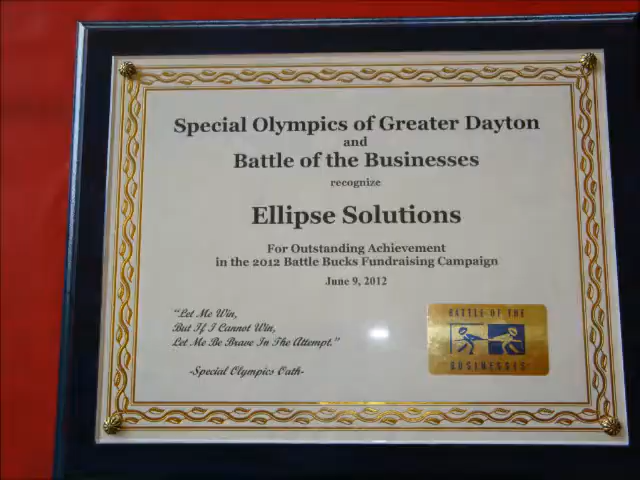 Special Olympics of Greater Dayton
and
Battle of the Businesses
recognize
Ellipse Solutions
For Outstanding Achievement
in the 2012 Battle Bucks Fundraising Campaign
June 9, 2012
“Let Me Win,
But If I Cannot Win,
Let Me Be Brave In The Attempt.”
-Special Olympics Oath-
BATTLE OF THE
BUSINESSES